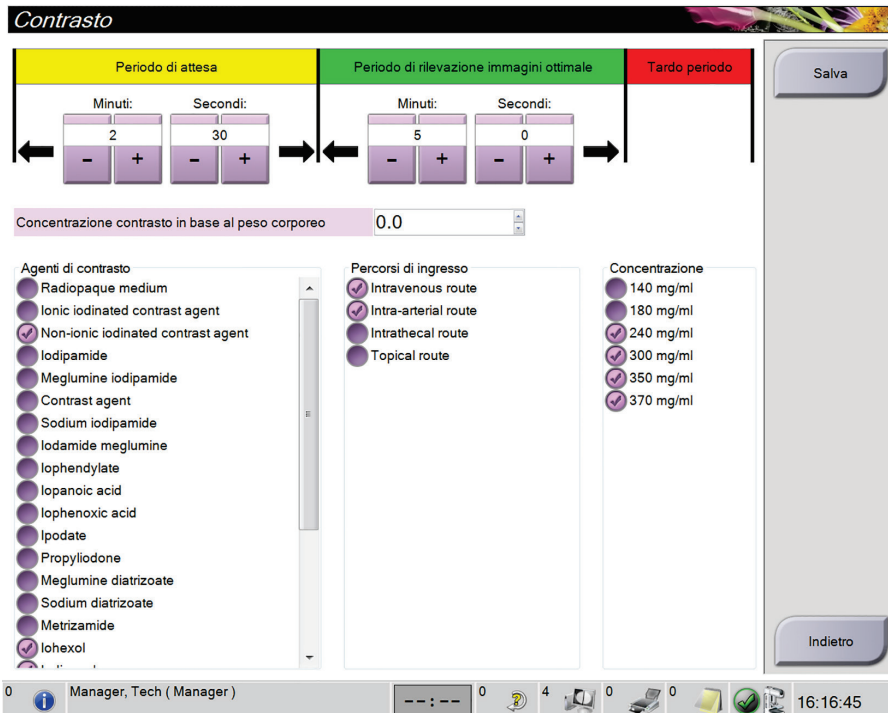 Contrasto
Periodo di attesa
Periodo di rilevazione immagini ottimale
Tardo periodo
Minuti:
Secondi:
2
30
- + - +
Minuti:
Secondi:
5
0
- + - +
Concentrazione contrasto in base al peso corporeo
0.0
Agenti di contrasto
Radiopaque medium
Ionic iodinated contrast agent
Non-ionic iodinated contrast agent
Iodipamide
Meglumine iodipamide
Contrast agent
Sodium iodipamide
Iodamide meglumine
Iophendylate
Iopanoic acid
Iophenoxic acid
Ipodate
Propyliodone
Meglumine diatrizoate
Sodium diatrizoate
Metrizamide
Iohexol
Percorsi di ingresso
Intravenous route
Intra-arterial route
Intrathecal route
Topical route
Concentrazione
140 mg/ml
180 mg/ml
240 mg/ml
300 mg/ml
350 mg/ml
370 mg/ml
Salva
Indietro
0
Manager, Tech ( Manager )
--:--
0
4
0
0
16:16:45